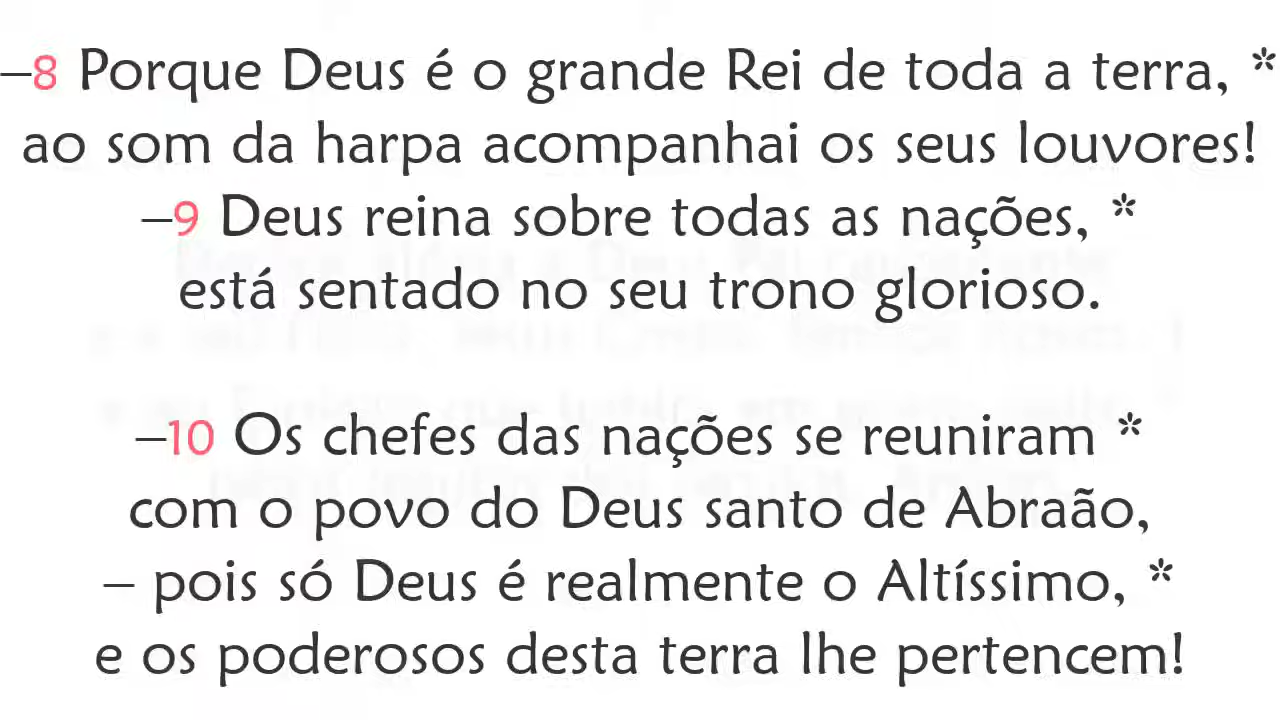 –8 Porque Deus é o grande Rei de toda a terra, *
ao som da harpa acompanhai os seus louvores!
–9 Deus reina sobre todas as nações, *
está sentado no seu trono glorioso.
–10 Os chefes das nações se reuniram *
com o povo do Deus santo de Abraão,
– pois só Deus é realmente o Altíssimo, *
e os poderosos desta terra lhe pertencem!